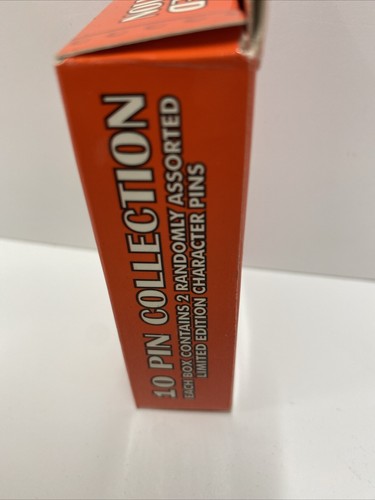 10 PIN COLLECTION
EACH BOX CONTAINS 2 RANDOMLY ASSORTED
LIMITED EDITION CHARACTER PINS